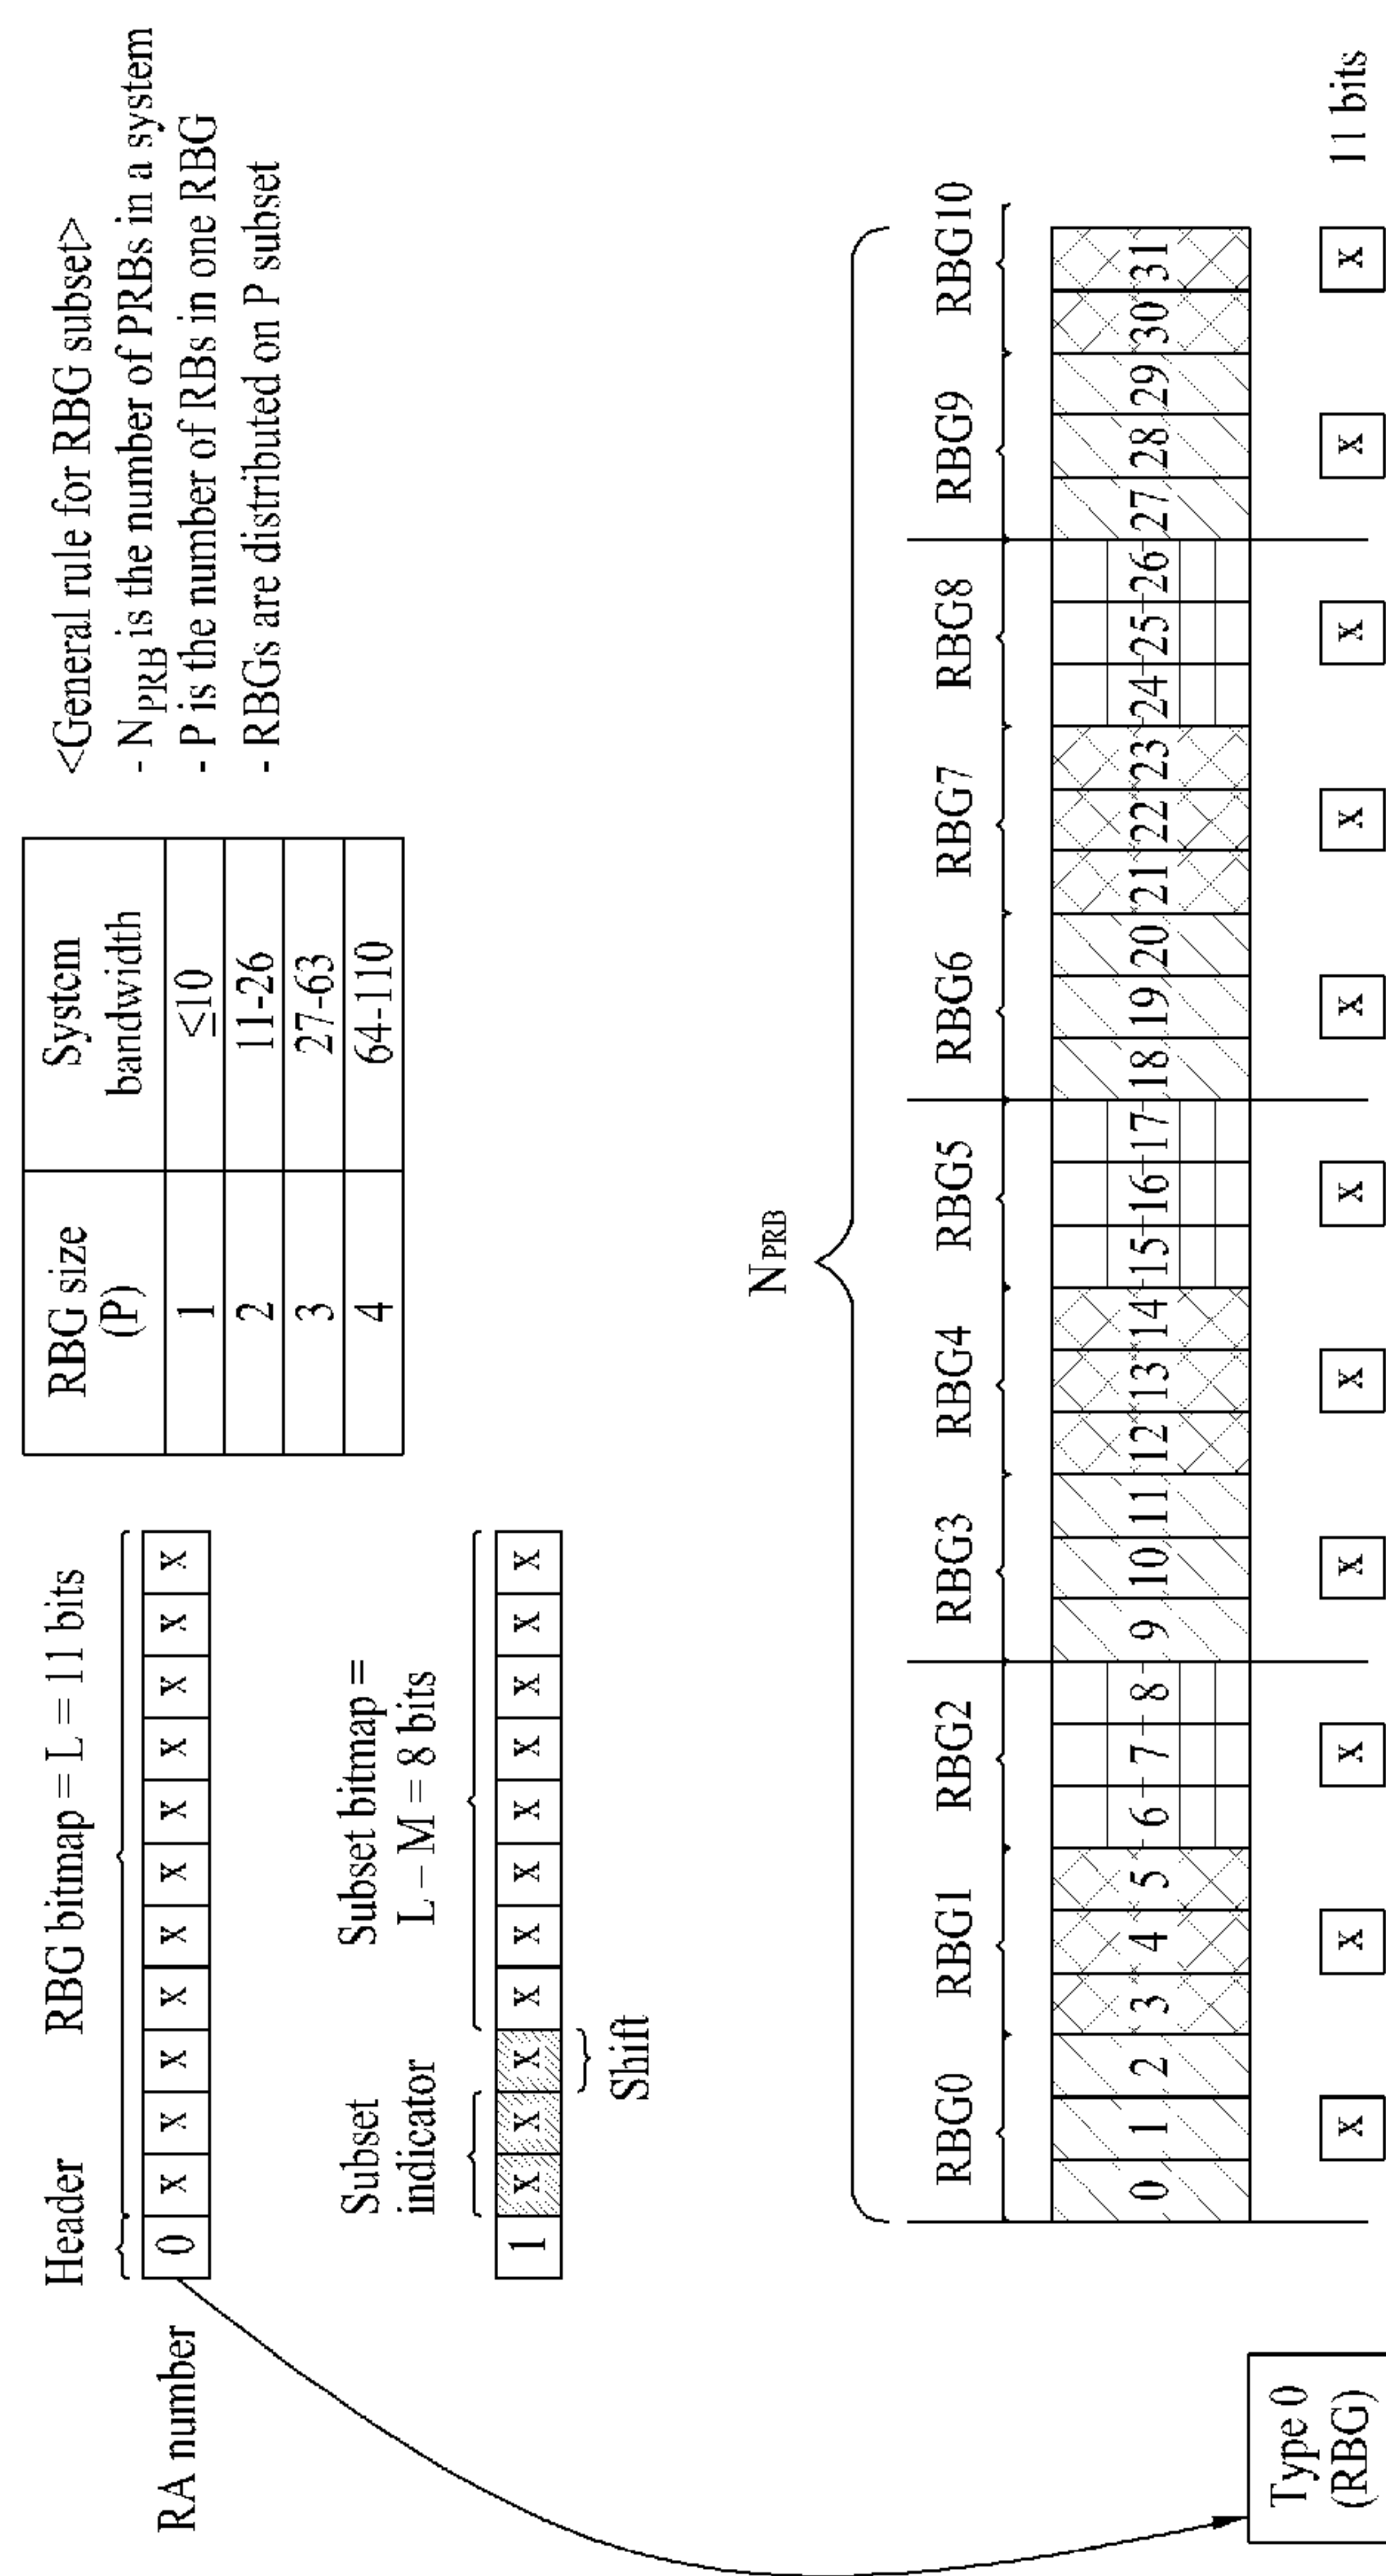 Header
RBG bitmap = L = 11 bits
RA number
0 x x x x x x x x x x x
Subset
indicator
Subset bitmap =
L − M = 8 bits
1 x x x x x x x x x x x
Shift
RBG size
(P)
System
bandwidth
1 ≤10
2 11-26
3 27-63
4 64-110
<General rule for RBG subset>
- NPRB is the number of PRBs in a system
- P is the number of RBs in one RBG
- RBGs are distributed on P subset
NPRB
RBG0 RBG1 RBG2 RBG3 RBG4 RBG5 RBG6 RBG7 RBG8 RBG9 RBG10
0 1 2 3 4 5 6 7 8 9 10 11 12 13 14 15 16 17 18 19 20 21 22 23 24 25 26 27 28 29 30 31
Type 0
(RBG)
x x x x x x x x x x x 11 bits